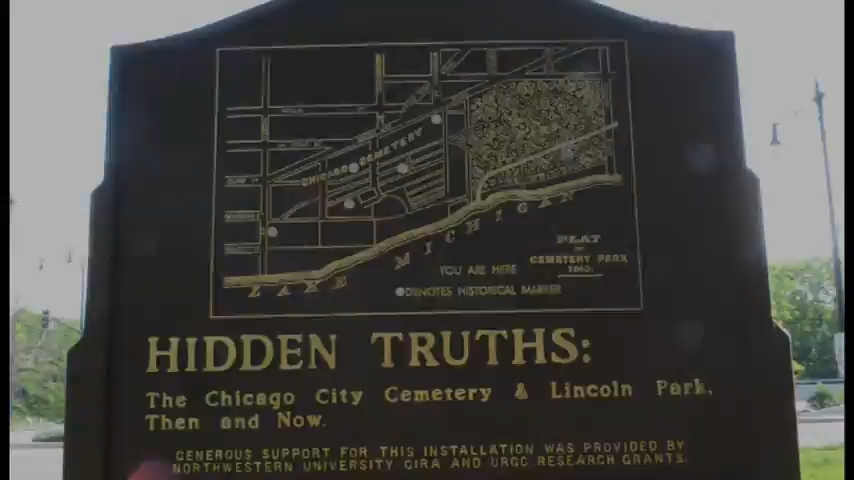 CHICAGO CEMETERY
LAKE MICHIGAN
PLAT
OF
CEMETERY PARK
1863.
YOU ARE HERE
DENOTES HISTORICAL MARKER
HIDDEN TRUTHS:
The Chicago City Cemetery & Lincoln Park,
Then and Now.
GENEROUS SUPPORT FOR THIS INSTALLATION WAS PROVIDED BY
NORTHWESTERN UNIVERSITY CIRA AND URGC RESEARCH GRANTS.